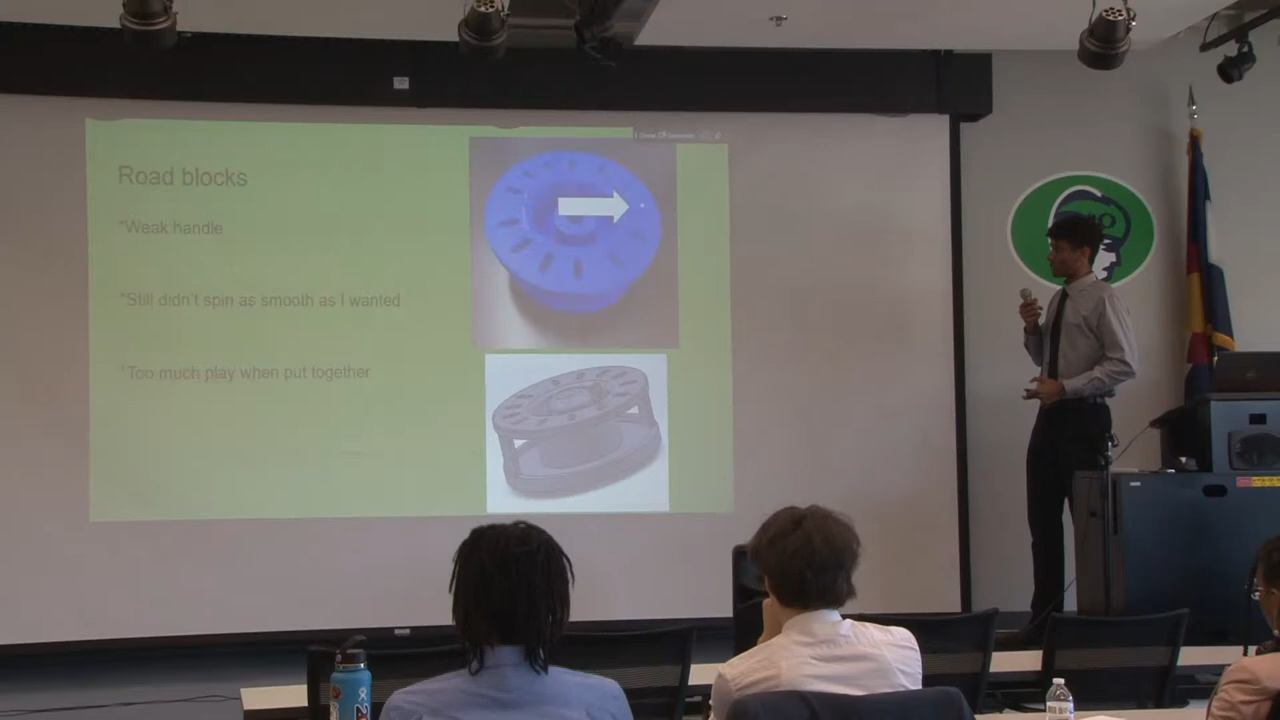 Road blocks
*Weak handle
*Still didn't spin as smooth as I wanted
*Too much play when put together